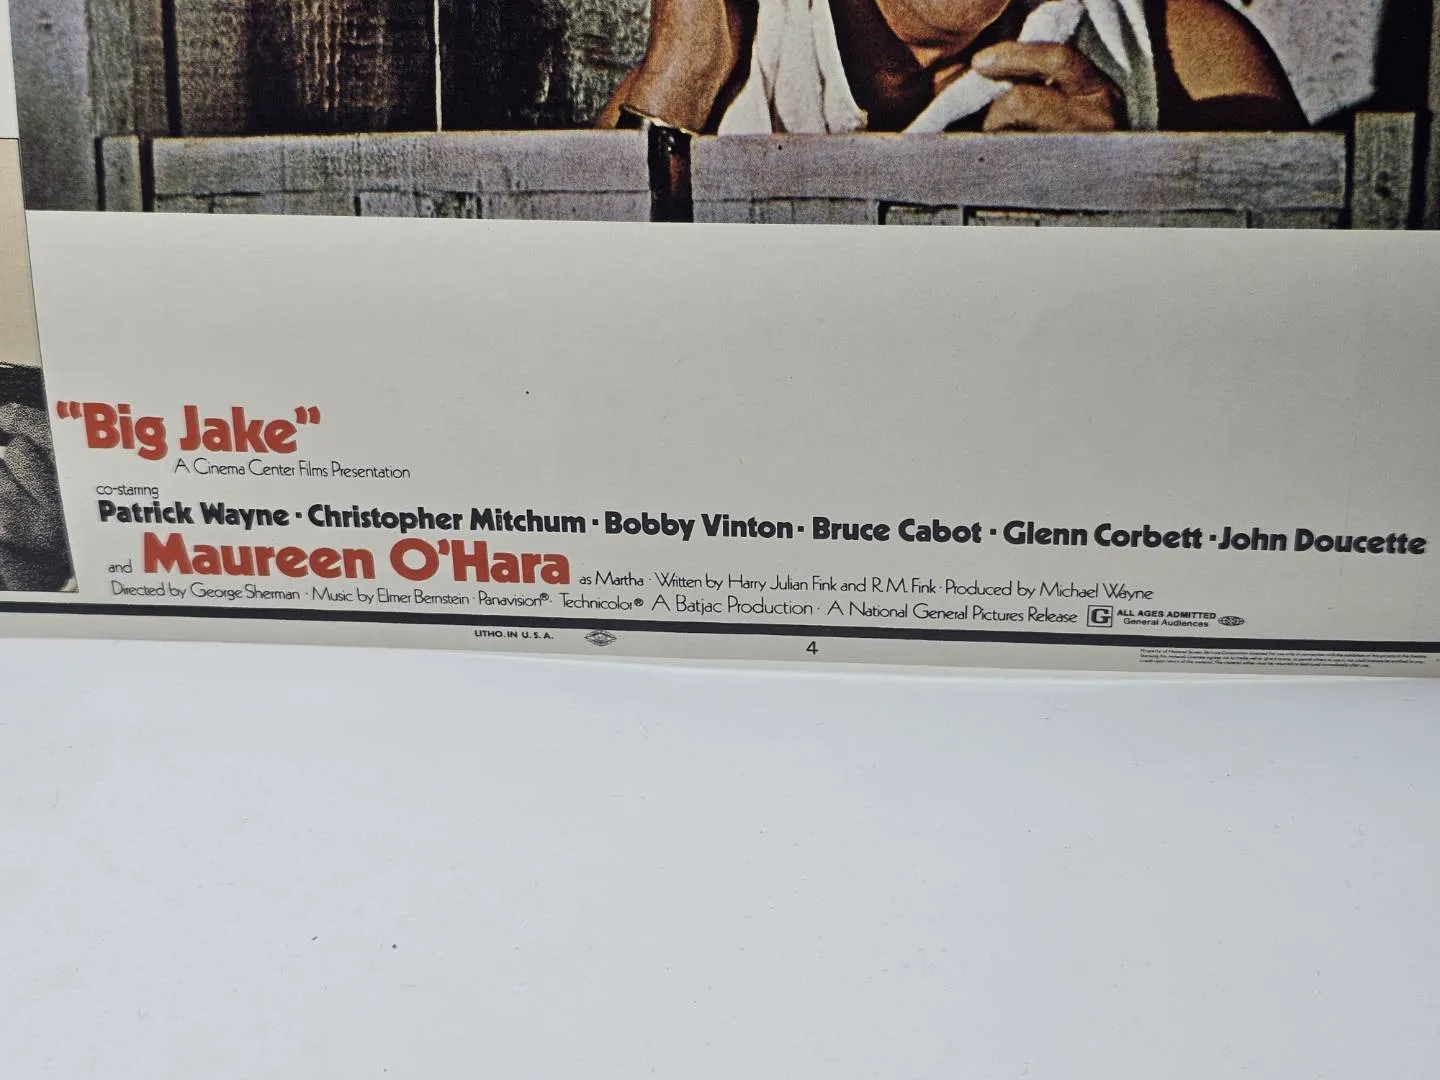 "Big Jake"
A Cinema Center Films Presentation
co-starring
Patrick Wayne · Christopher Mitchum · Bobby Vinton · Bruce Cabot · Glenn Corbett · John Doucette
and Maureen O'Hara as Martha · Written by Harry Julian Fink and R.M. Fink · Produced by Michael Wayne
Directed by George Sherman · Music by Elmer Bernstein · Panavision® · Technicolor® A Batjac Production · A National General Pictures Release G ALL AGES ADMITTED
General Audiences
LITHO. IN U.S.A. 4